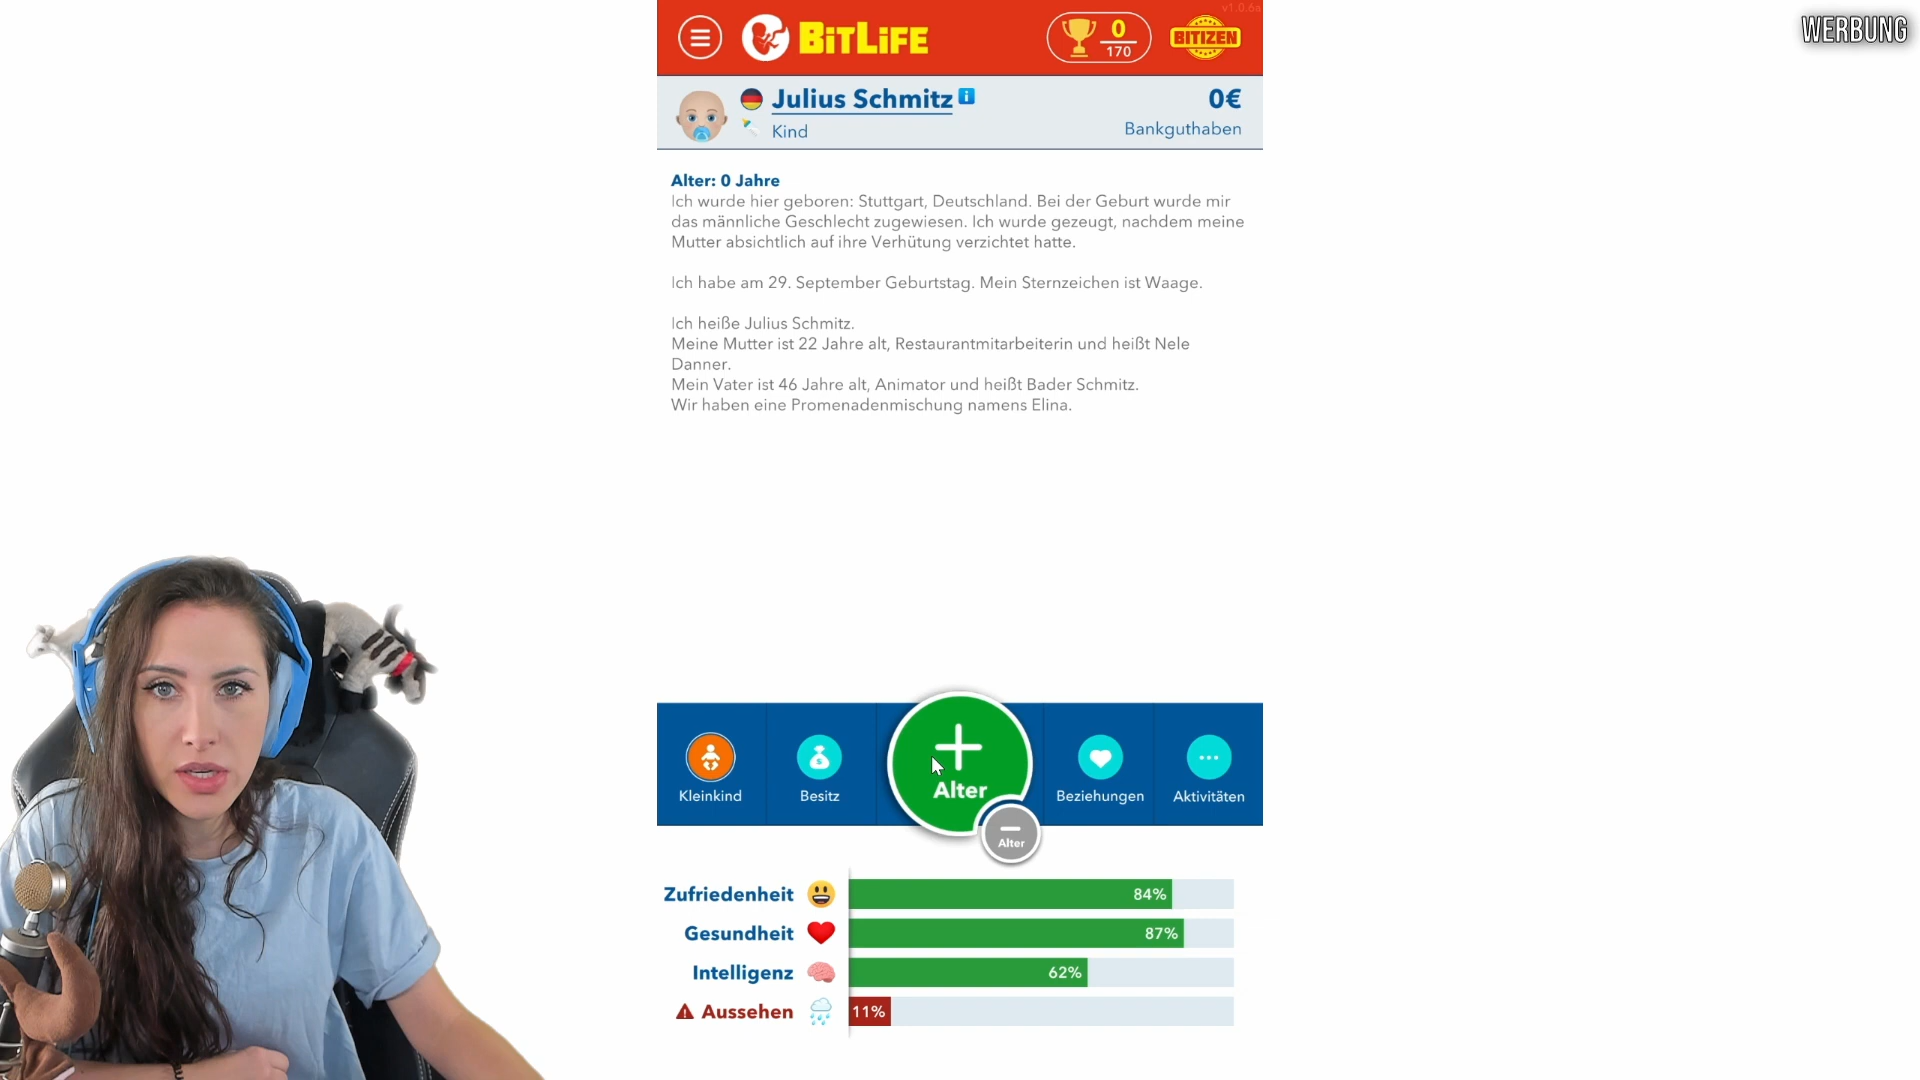 v1.0.6a
BiTLiFE
0
170
BITIZEN
WERBUNG
Julius Schmitz
0€
Kind
Bankguthaben
Alter: 0 Jahre
Ich wurde hier geboren: Stuttgart, Deutschland. Bei der Geburt wurde mir
das männliche Geschlecht zugewiesen. Ich wurde gezeugt, nachdem meine
Mutter absichtlich auf ihre Verhütung verzichtet hatte.
Ich habe am 29. September Geburtstag. Mein Sternzeichen ist Waage.
Ich heiße Julius Schmitz.
Meine Mutter ist 22 Jahre alt, Restaurantmitarbeiterin und heißt Nele
Danner.
Mein Vater ist 46 Jahre alt, Animator und heißt Bader Schmitz.
Wir haben eine Promenadenmischung namens Elina.
Kleinkind
Besitz
Alter
Alter
Beziehungen
Aktivitäten
Zufriedenheit 84%
Gesundheit 87%
Intelligenz 62%
Aussehen 11%